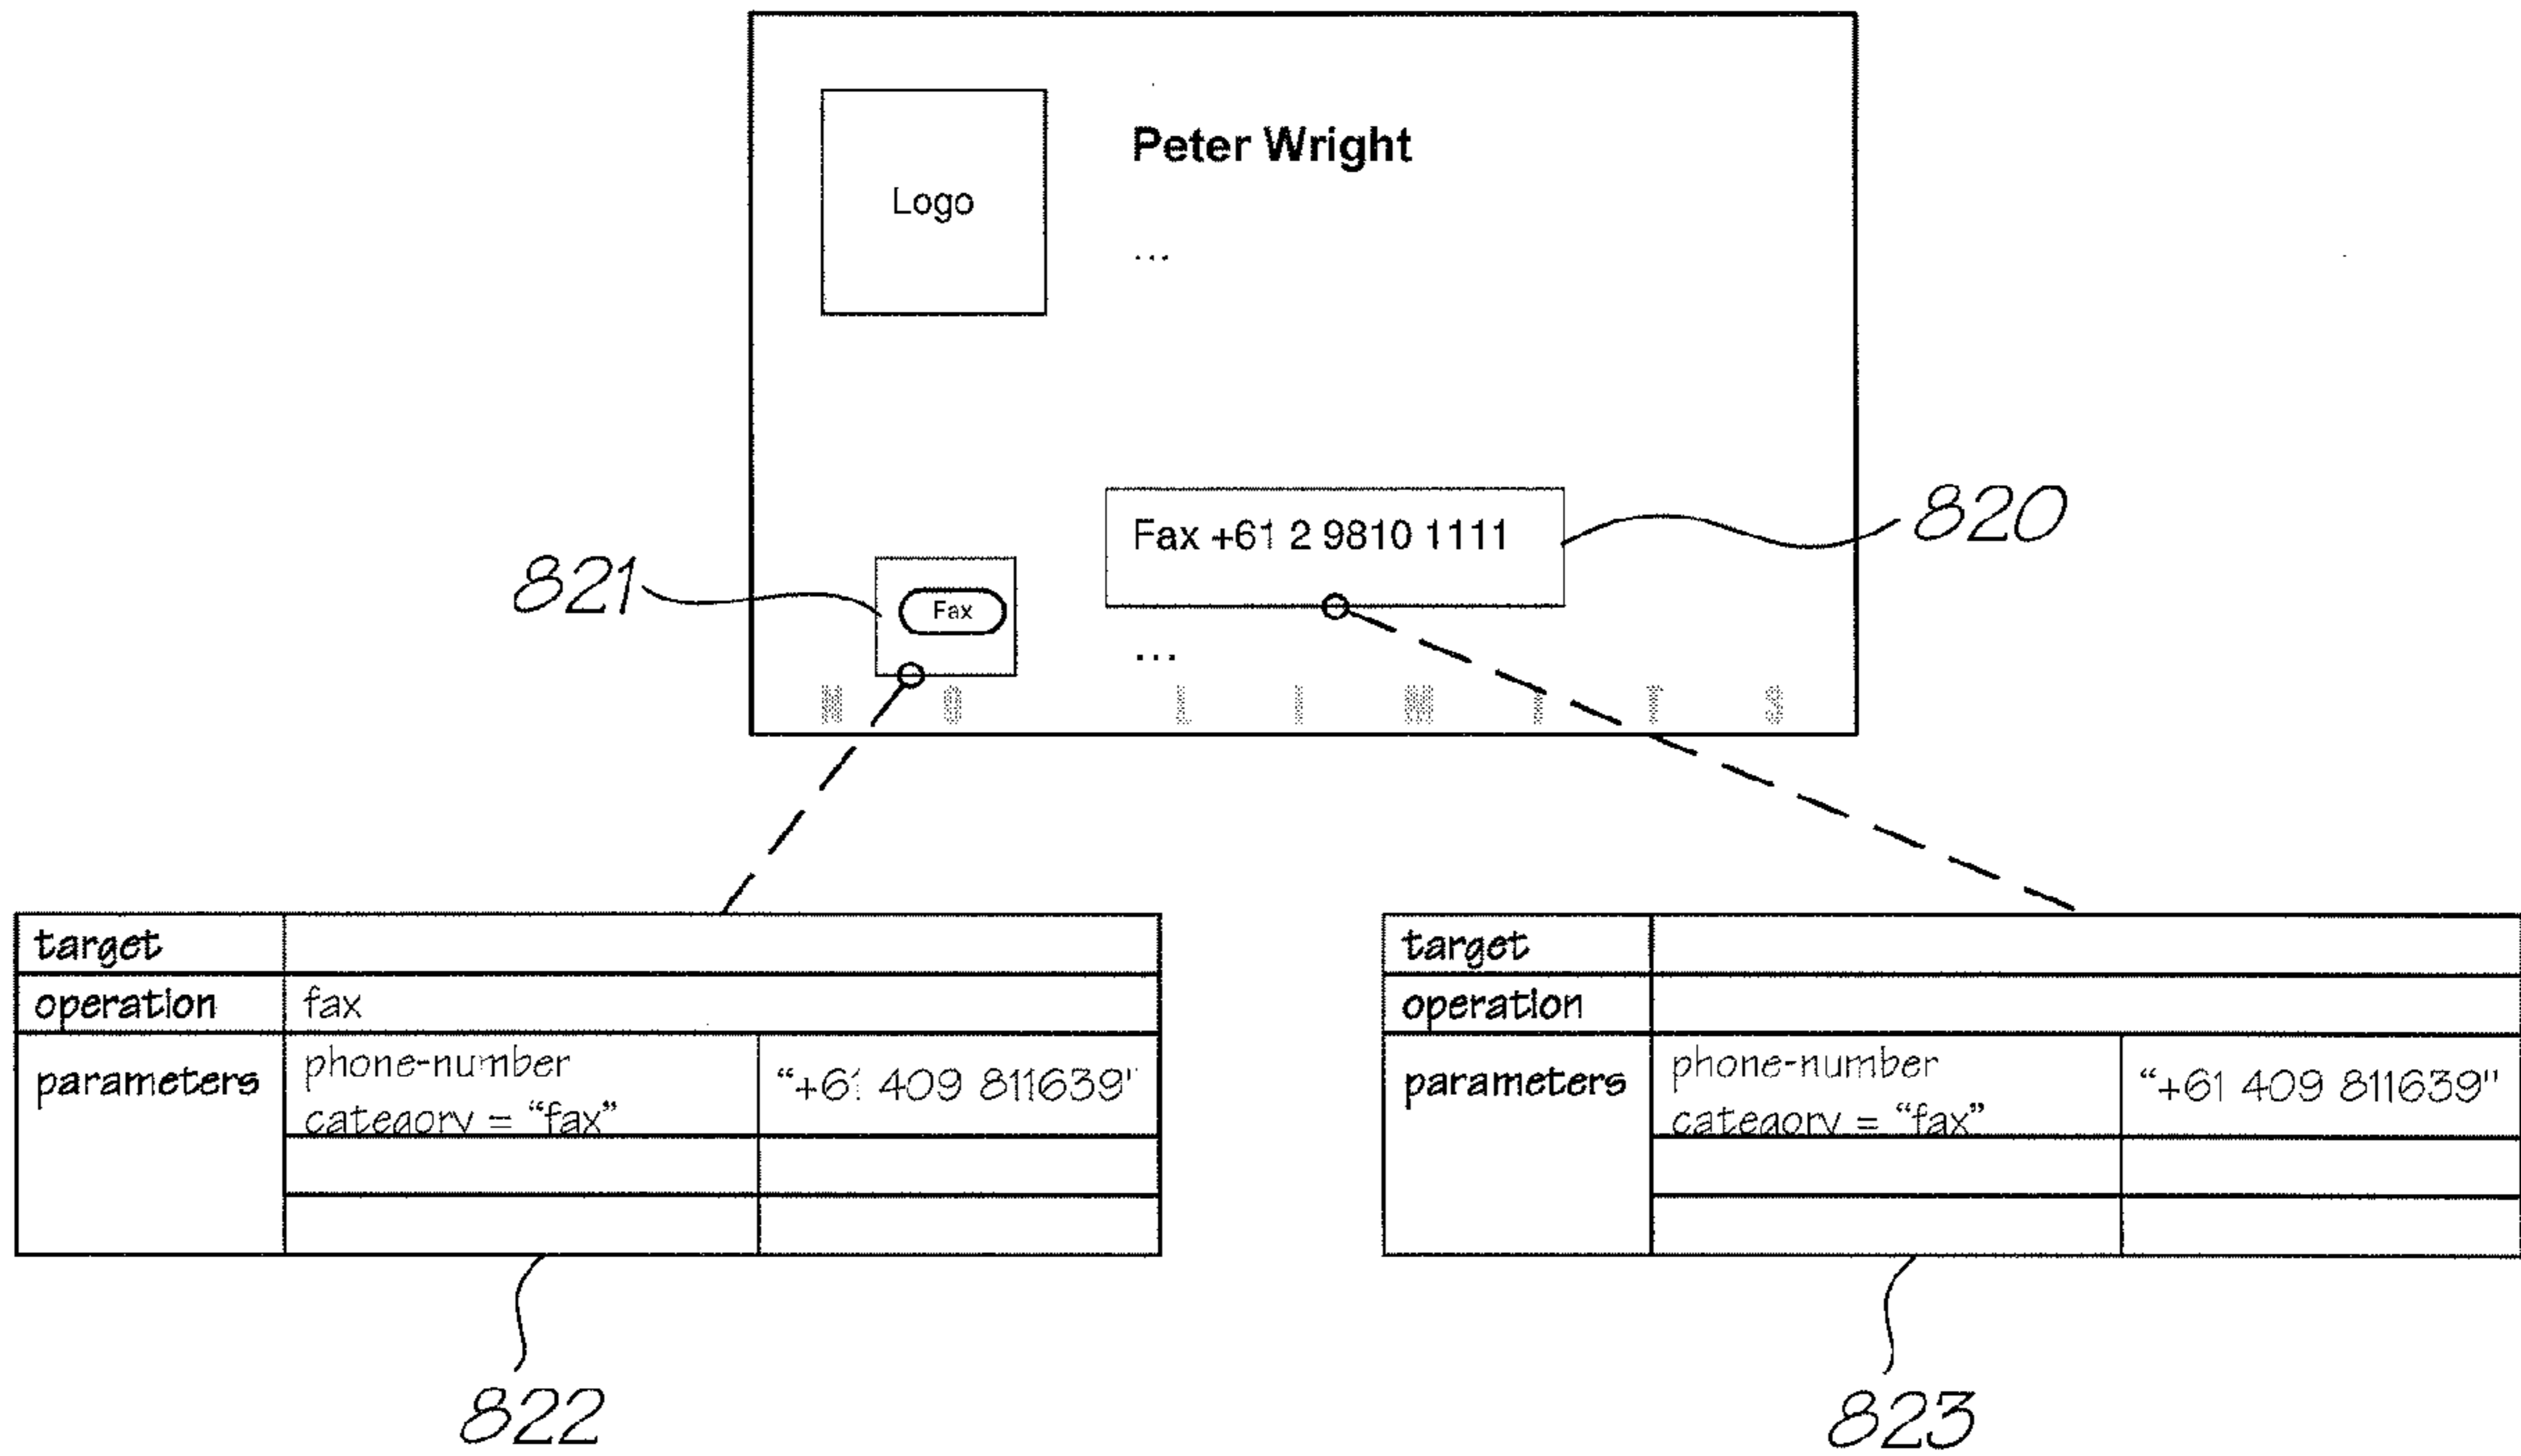 Logo
Peter Wright
...
Fax +61 2 9810 1111
820
821
Fax
...
N O L I M I T S
target
operation fax
parameters phone-number category = "fax" "+61 409 811639"
822
target
operation
parameters phone-number category = "fax" "+61 409 811639"
823